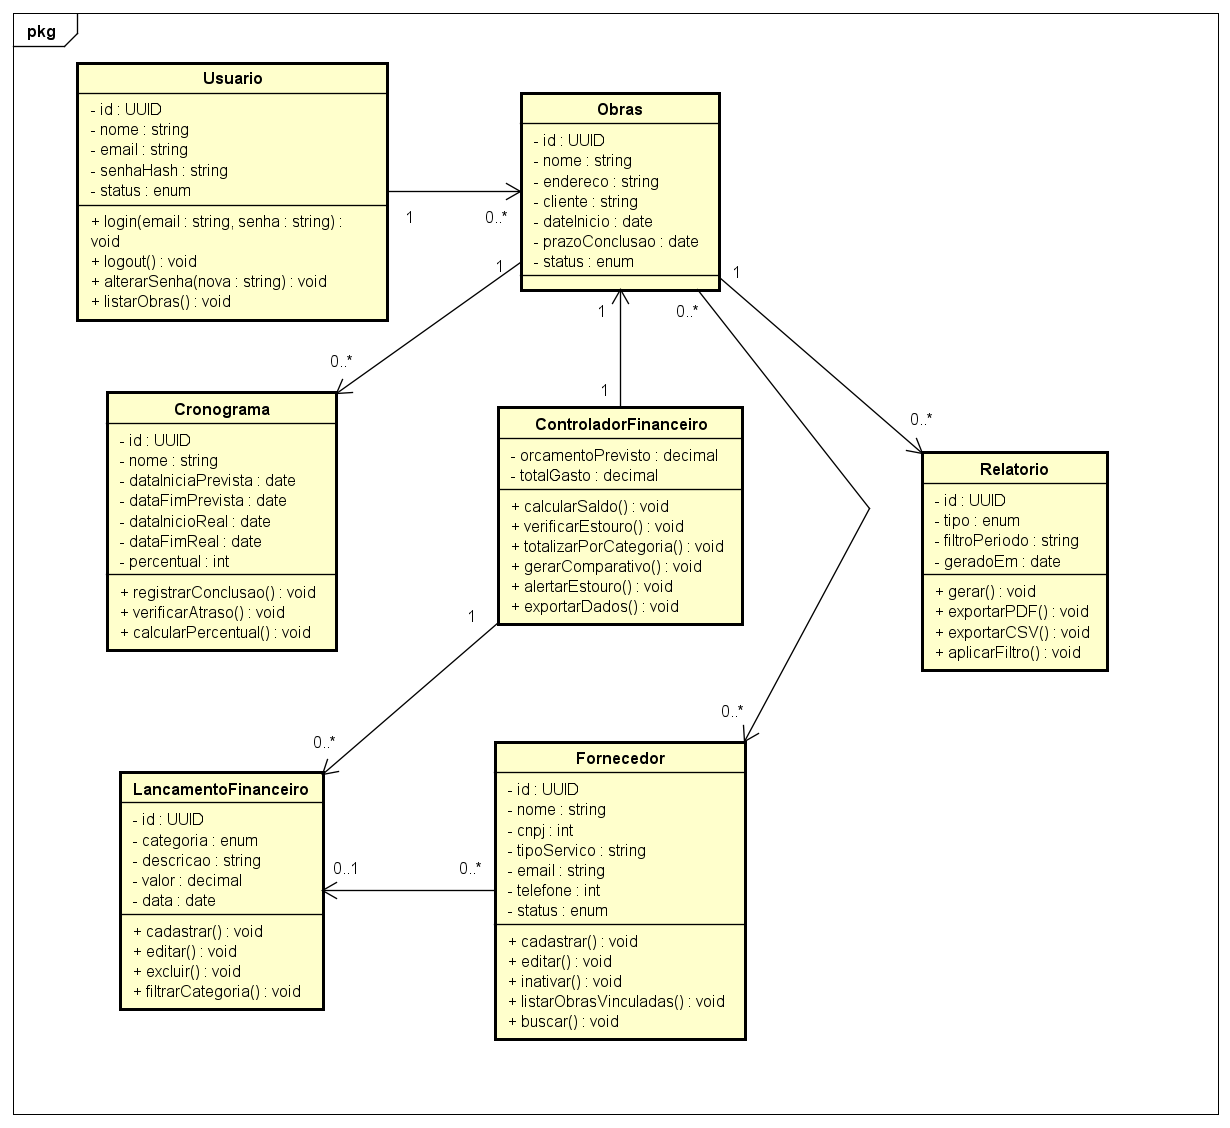 pkg
Usuario
- id : UUID
- nome : string
- email : string
- senhaHash : string
- status : enum
+ login(email : string, senha : string) :
void
+ logout() : void
+ alterarSenha(nova : string) : void
+ listarObras() : void
1
0..*
Obras
- id : UUID
- nome : string
- endereco : string
- cliente : string
- dateInicio : date
- prazoConclusao : date
- status : enum
1
0..*
1
1
0..*
1
0..*
Cronograma
- id : UUID
- nome : string
- dataIniciaPrevista : date
- dataFimPrevista : date
- dataInicioReal : date
- dataFimReal : date
- percentual : int
+ registrarConclusao() : void
+ verificarAtraso() : void
+ calcularPercentual() : void
ControladorFinanceiro
- orcamentoPrevisto : decimal
- totalGasto : decimal
+ calcularSaldo() : void
+ verificarEstouro() : void
+ totalizarPorCategoria() : void
+ gerarComparativo() : void
+ alertarEstouro() : void
+ exportarDados() : void
Relatorio
- id : UUID
- tipo : enum
- filtroPeriodo : string
- geradoEm : date
+ gerar() : void
+ exportarPDF() : void
+ exportarCSV() : void
+ aplicarFiltro() : void
1
0..*
0..*
LancamentoFinanceiro
- id : UUID
- categoria : enum
- descricao : string
- valor : decimal
- data : date
+ cadastrar() : void
+ editar() : void
+ excluir() : void
+ filtrarCategoria() : void
0..1
0..*
Fornecedor
- id : UUID
- nome : string
- cnpj : int
- tipoServico : string
- email : string
- telefone : int
- status : enum
+ cadastrar() : void
+ editar() : void
+ inativar() : void
+ listarObrasVinculadas() : void
+ buscar() : void